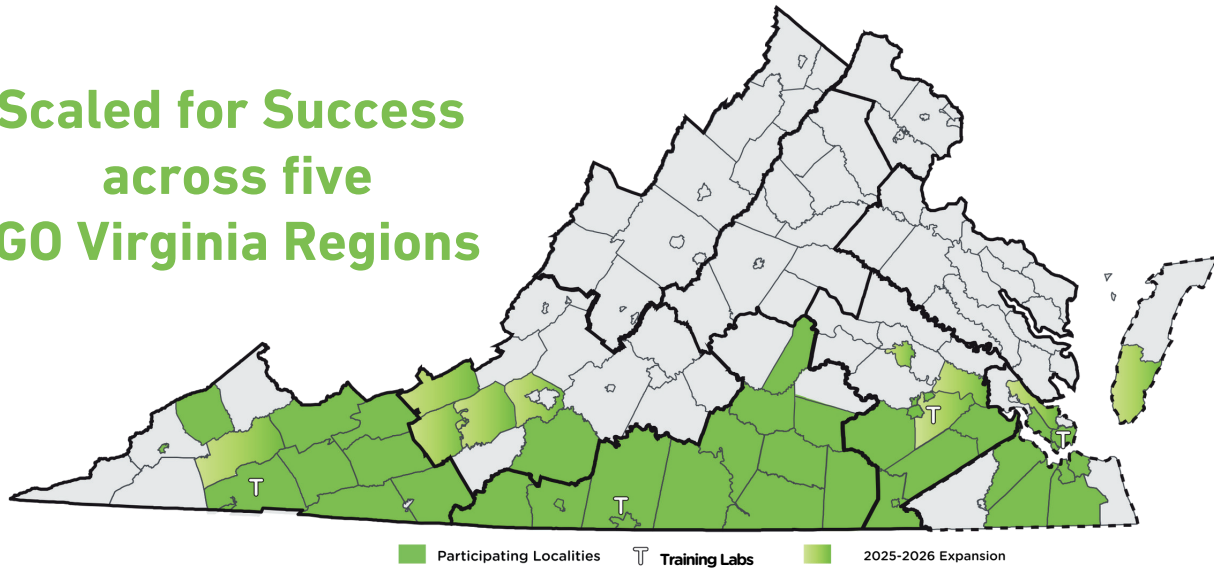 Scaled for Success
across five
GO Virginia Regions
T
T
T
T
Participating Localities
T Training Labs
2025-2026 Expansion